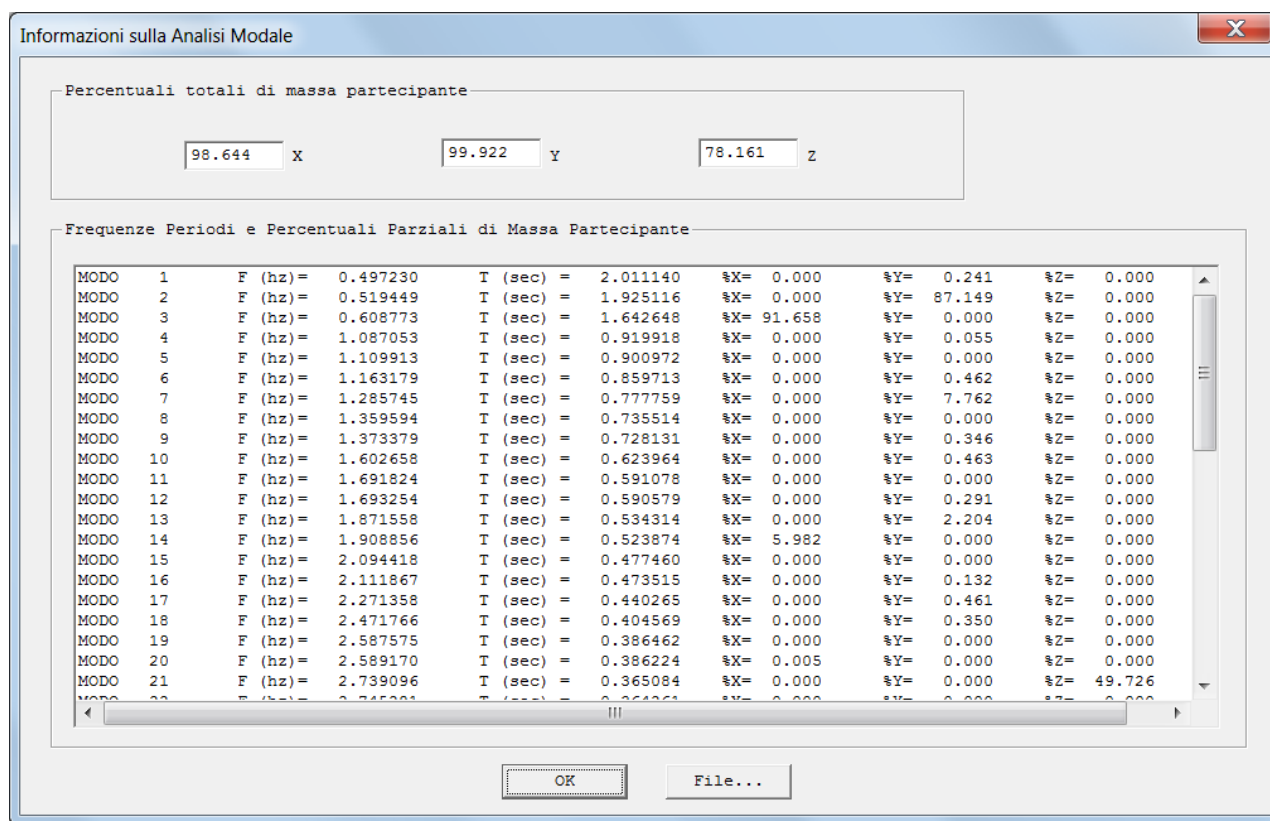 Informazioni sulla Analisi Modale
Percentuali totali di massa partecipante
98.644 X 99.922 Y 78.161 Z
Frequenze Periodi e Percentuali Parziali di Massa Partecipante
MODO 1 F (hz)= 0.497230 T (sec) = 2.011140 %X= 0.000 %Y= 0.241 %Z= 0.000
MODO 2 F (hz)= 0.519449 T (sec) = 1.925116 %X= 0.000 %Y= 87.149 %Z= 0.000
MODO 3 F (hz)= 0.608773 T (sec) = 1.642648 %X= 91.658 %Y= 0.000 %Z= 0.000
MODO 4 F (hz)= 1.087053 T (sec) = 0.919918 %X= 0.000 %Y= 0.055 %Z= 0.000
MODO 5 F (hz)= 1.109913 T (sec) = 0.900972 %X= 0.000 %Y= 0.000 %Z= 0.000
MODO 6 F (hz)= 1.163179 T (sec) = 0.859713 %X= 0.000 %Y= 0.462 %Z= 0.000
MODO 7 F (hz)= 1.285745 T (sec) = 0.777759 %X= 0.000 %Y= 7.762 %Z= 0.000
MODO 8 F (hz)= 1.359594 T (sec) = 0.735514 %X= 0.000 %Y= 0.000 %Z= 0.000
MODO 9 F (hz)= 1.373379 T (sec) = 0.728131 %X= 0.000 %Y= 0.346 %Z= 0.000
MODO 10 F (hz)= 1.602658 T (sec) = 0.623964 %X= 0.000 %Y= 0.463 %Z= 0.000
MODO 11 F (hz)= 1.691824 T (sec) = 0.591078 %X= 0.000 %Y= 0.000 %Z= 0.000
MODO 12 F (hz)= 1.693254 T (sec) = 0.590579 %X= 0.000 %Y= 0.291 %Z= 0.000
MODO 13 F (hz)= 1.871558 T (sec) = 0.534314 %X= 0.000 %Y= 2.204 %Z= 0.000
MODO 14 F (hz)= 1.908856 T (sec) = 0.523874 %X= 5.982 %Y= 0.000 %Z= 0.000
MODO 15 F (hz)= 2.094418 T (sec) = 0.477460 %X= 0.000 %Y= 0.000 %Z= 0.000
MODO 16 F (hz)= 2.111867 T (sec) = 0.473515 %X= 0.000 %Y= 0.132 %Z= 0.000
MODO 17 F (hz)= 2.271358 T (sec) = 0.440265 %X= 0.000 %Y= 0.461 %Z= 0.000
MODO 18 F (hz)= 2.471766 T (sec) = 0.404569 %X= 0.000 %Y= 0.350 %Z= 0.000
MODO 19 F (hz)= 2.587575 T (sec) = 0.386462 %X= 0.000 %Y= 0.000 %Z= 0.000
MODO 20 F (hz)= 2.589170 T (sec) = 0.386224 %X= 0.005 %Y= 0.000 %Z= 0.000
MODO 21 F (hz)= 2.739096 T (sec) = 0.365084 %X= 0.000 %Y= 0.000 %Z= 49.726
OK File...